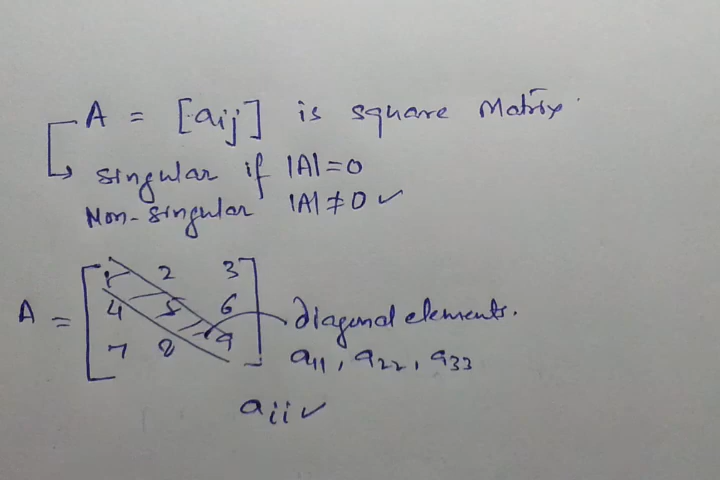 A = [aij] is square Matrix.
singular if |A|=0
Non-singular |A|≠0 ✓
A = [1 2 3
4 5 6
7 8 9] diagonal elements.
a11, a22, a33
aii ✓